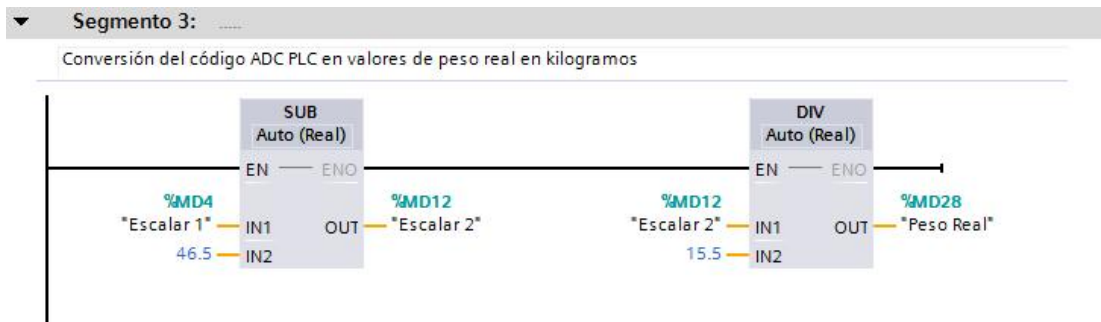 Segmento 3: .....
Conversión del código ADC PLC en valores de peso real en kilogramos
SUB
Auto (Real)
EN ENO
%MD4
"Escalar 1" IN1
46.5 IN2
OUT
%MD12
"Escalar 2"
DIV
Auto (Real)
EN ENO
%MD12
"Escalar 2" IN1
15.5 IN2
OUT
%MD28
"Peso Real"